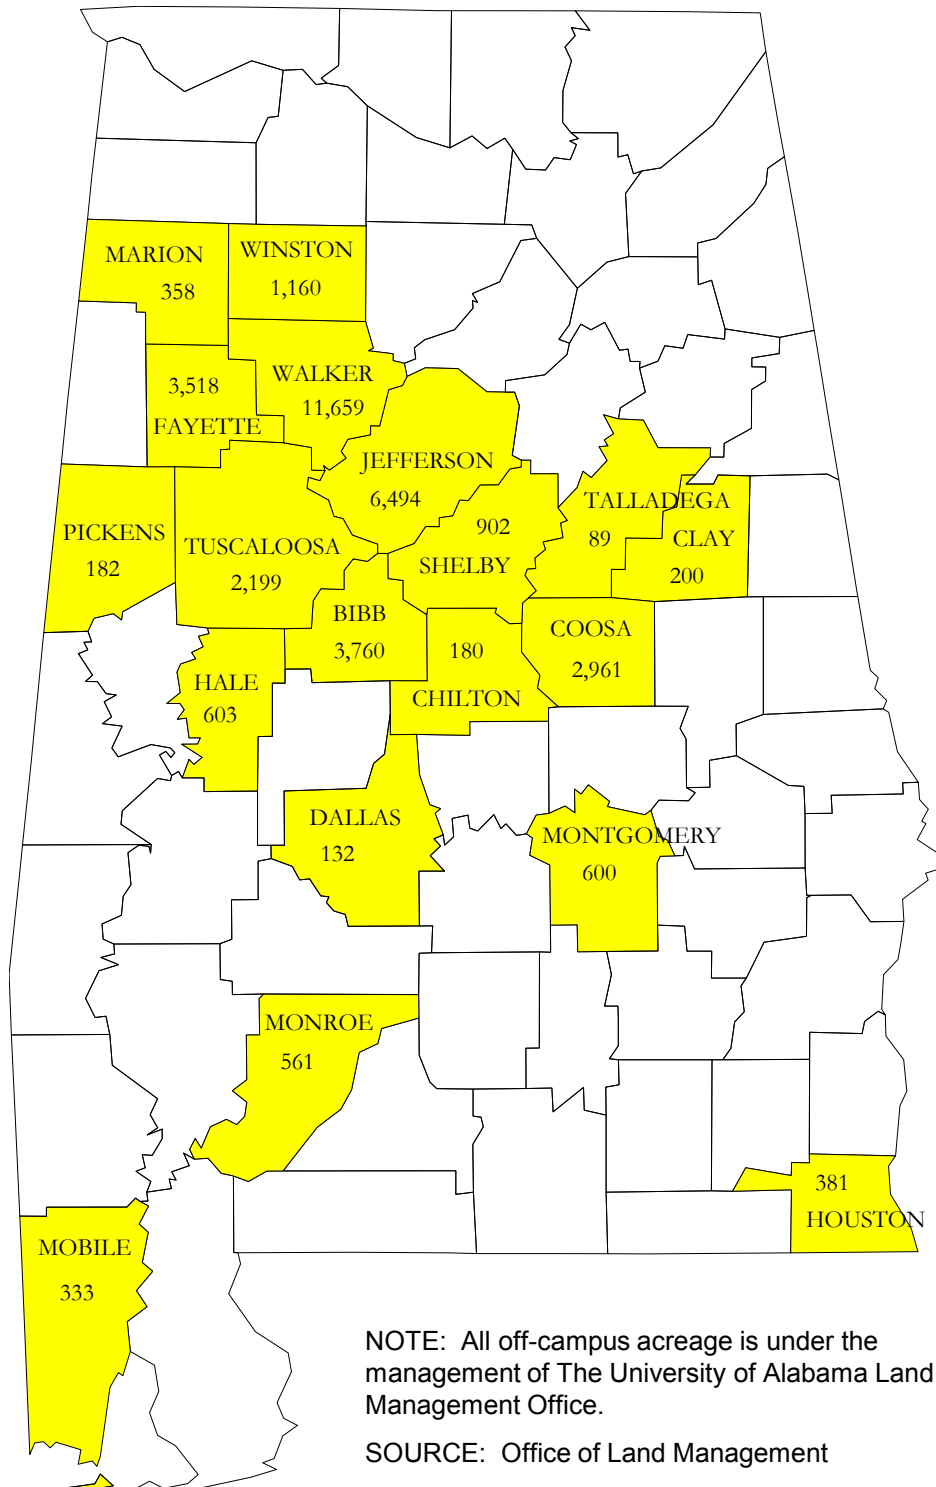 MARION
358
WINSTON
1,160
3,518
FAYETTE
WALKER
11,659
JEFFERSON
6,494
PICKENS
182
TUSCALOOSA
2,199
902
SHELBY
TALLADEGA
89
CLAY
200
BIBB
3,760
180
CHILTON
COOSA
2,961
HALE
603
DALLAS
132
MONTGOMERY
600
MONROE
561
381
HOUSTON
MOBILE
333
NOTE:  All off-campus acreage is under the
management of The University of Alabama Land
Management Office.
SOURCE:  Office of Land Management